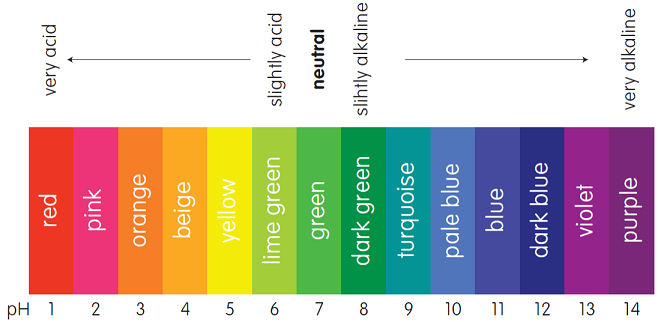 very acid
slightly acid
neutral
slihtly alkaline
very alkaline
red
pink
orange
beige
yellow
lime green
green
dark green
turquoise
pale blue
blue
dark blue
violet
purple
pH 1 2 3 4 5 6 7 8 9 10 11 12 13 14